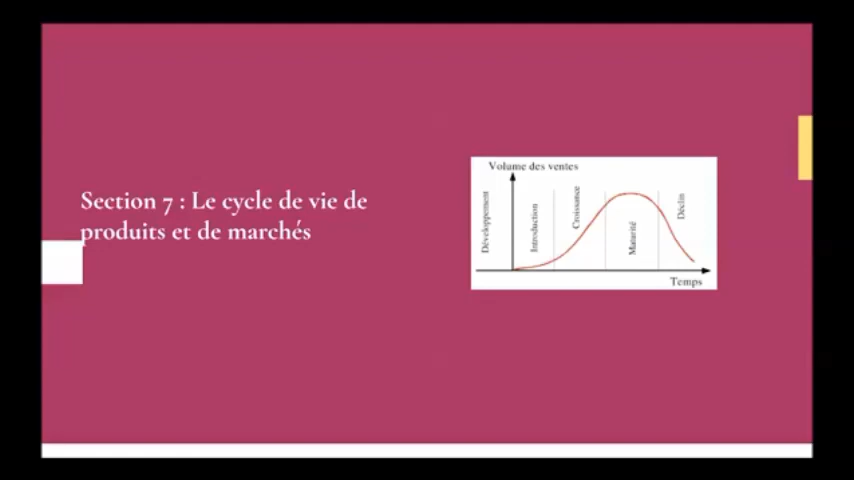 Section 7 : Le cycle de vie de
produits et de marchés
Volume des ventes
Développement
Introduction
Croissance
Maturité
Déclin
Temps